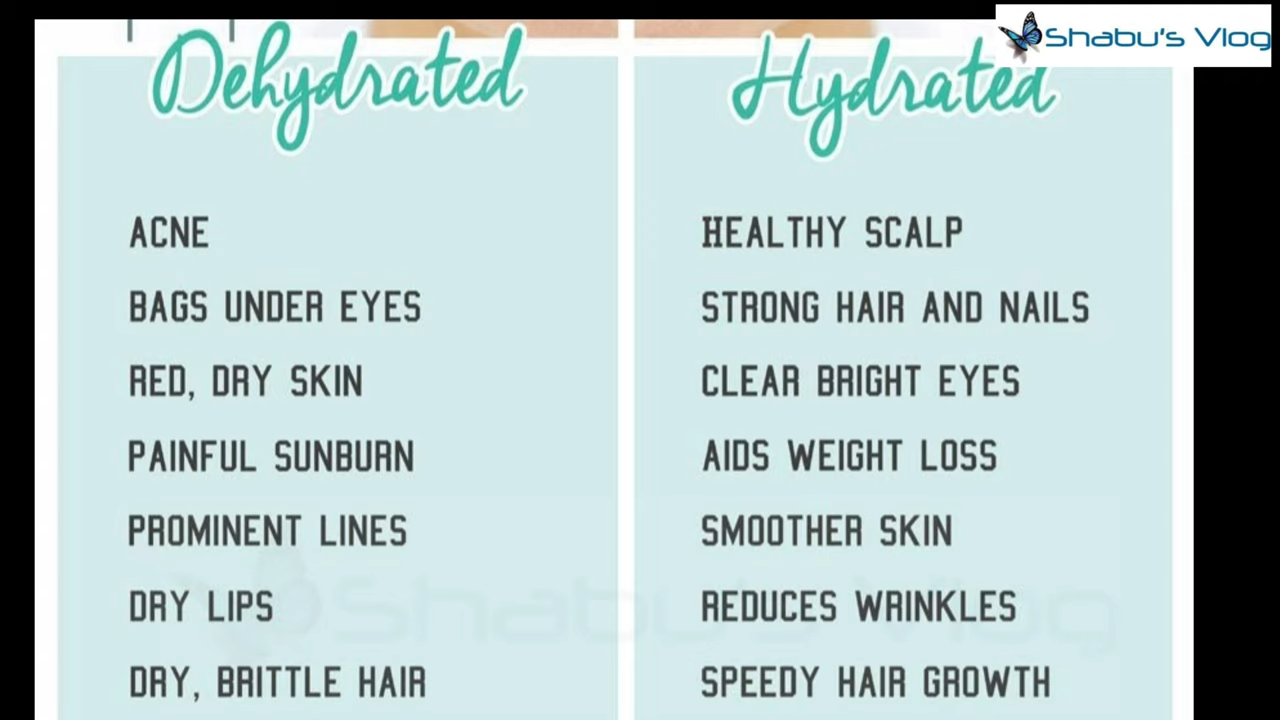 Shabu's Vlog
Dehydrated
ACNE
BAGS UNDER EYES
RED, DRY SKIN
PAINFUL SUNBURN
PROMINENT LINES
DRY LIPS
DRY, BRITTLE HAIR
Hydrated
HEALTHY SCALP
STRONG HAIR AND NAILS
CLEAR BRIGHT EYES
AIDS WEIGHT LOSS
SMOOTHER SKIN
REDUCES WRINKLES
SPEEDY HAIR GROWTH
Shabu's Vlog